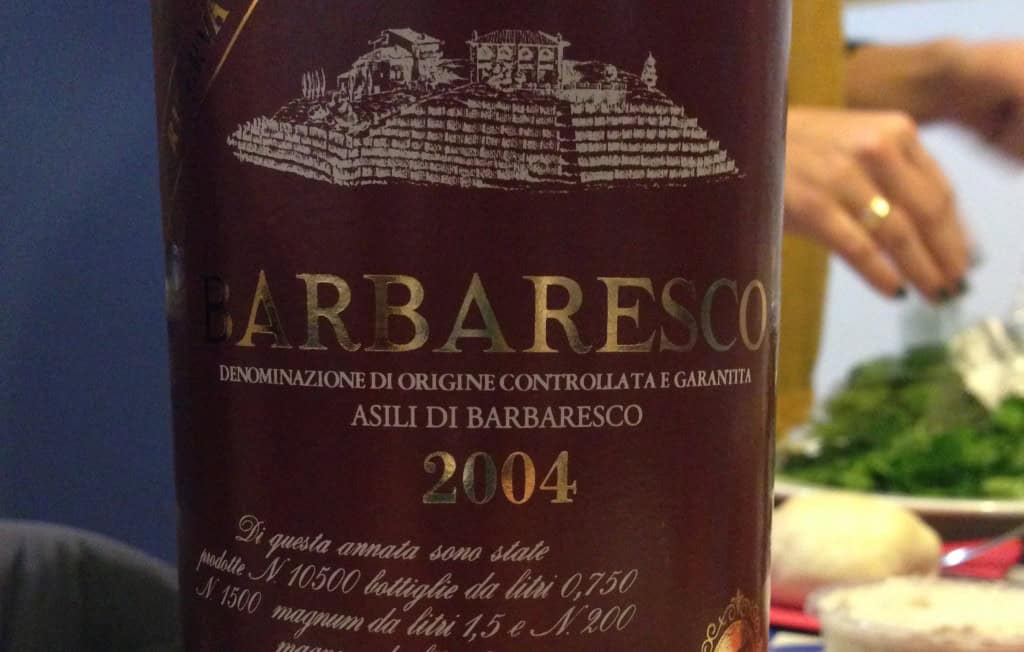 BARBARESCO
DENOMINAZIONE DI ORIGINE CONTROLLATA E GARANTITA
ASILI DI BARBARESCO
2004
Di questa annata sono state
prodotte N 10500 bottiglie da litri 0,750
N 1500 magnum da litri 1,5 e N. 200